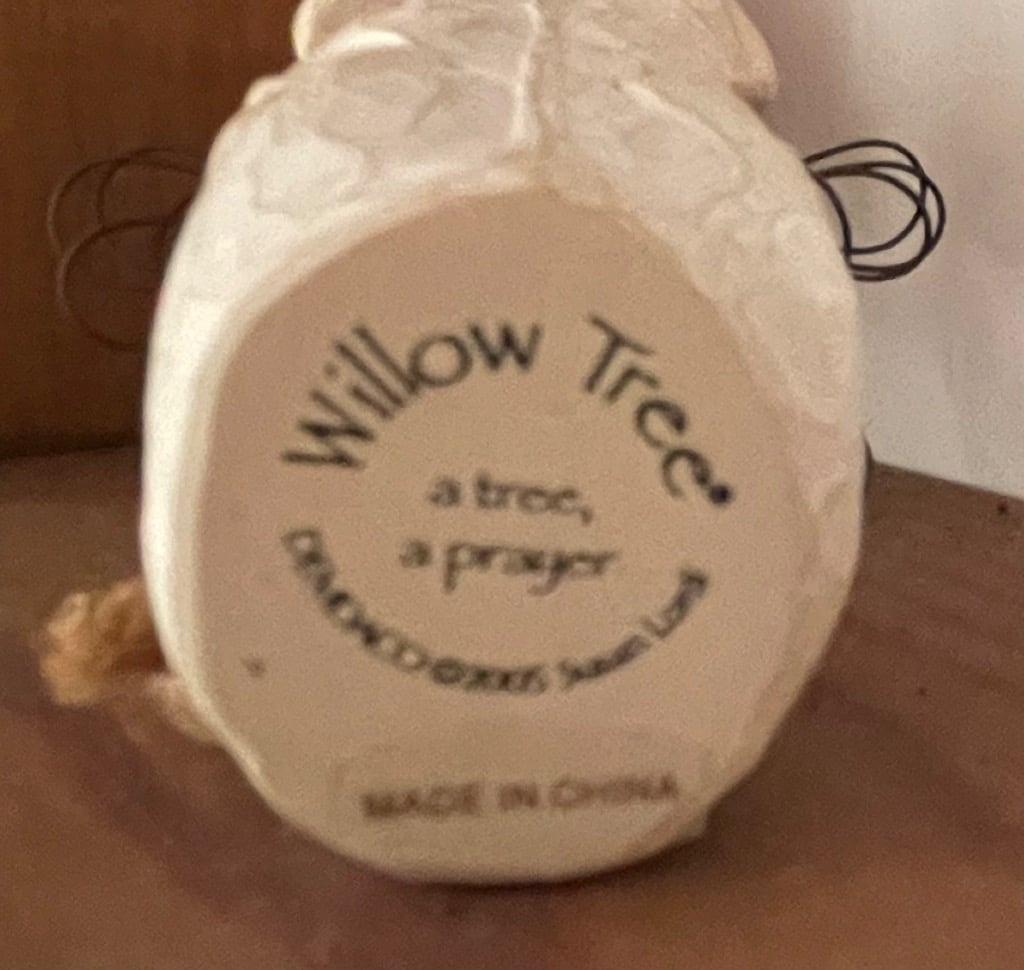 Willow Tree®
a tree,
a prayer
DEMDACO ©2005 Susan Lordi
MADE IN CHINA